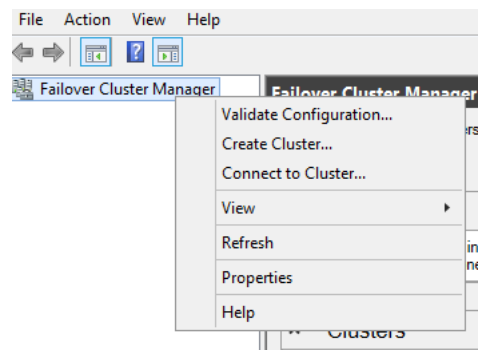 File Action View Help
Failover Cluster Manager
Failover Cluster Manager
Validate Configuration...
Create Cluster...
Connect to Cluster...
View
Refresh
Properties
Help
Clusters